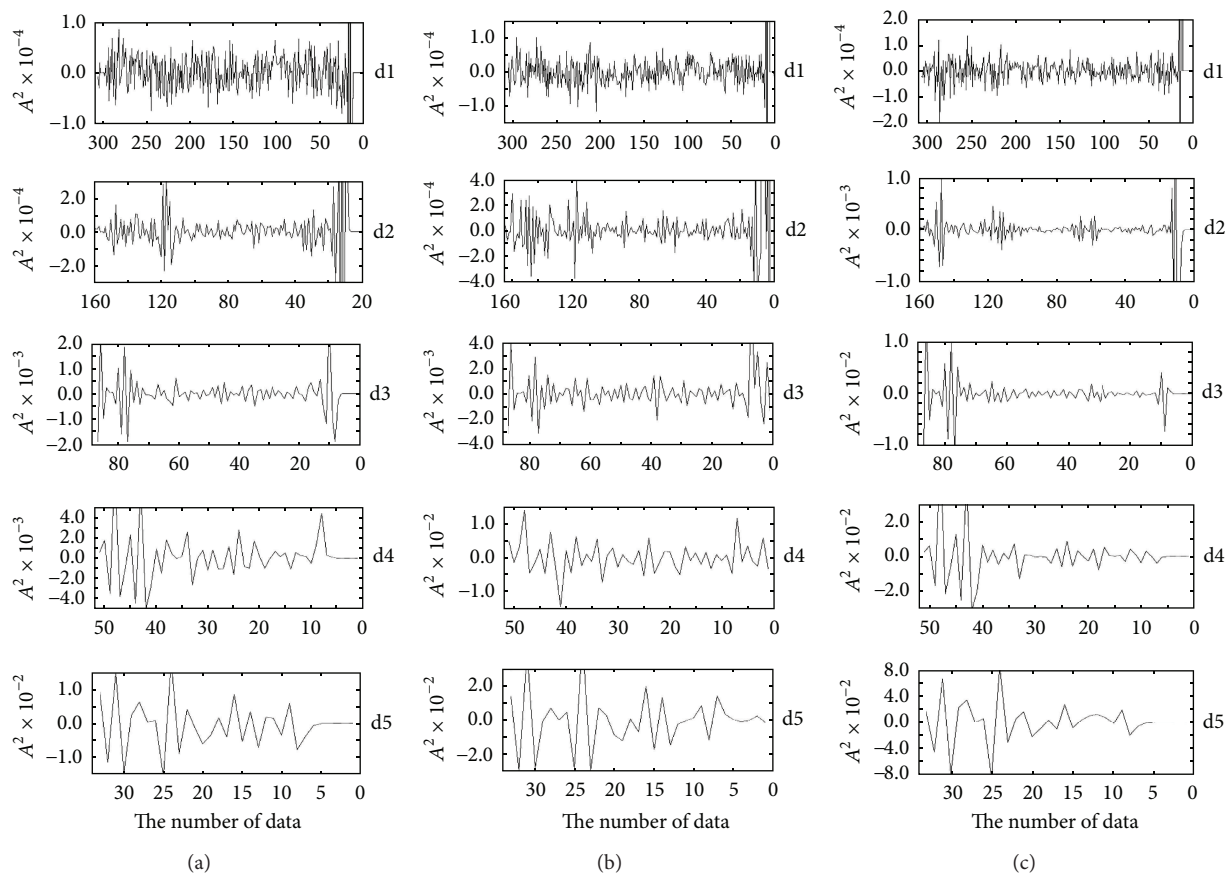 1.0
0.0
−1.0
A² × 10⁻⁴
d1
300 250 200 150 100 50 0
1.0
0.0
−1.0
A² × 10⁻⁴
d1
300 250 200 150 100 50 0
2.0
1.0
0.0
−1.0
−2.0
A² × 10⁻⁴
d1
300 250 200 150 100 50 0
2.0
0.0
−2.0
A² × 10⁻⁴
d2
160 120 80 60 40 20
4.0
2.0
0.0
−2.0
−4.0
A² × 10⁻⁴
d2
160 120 80 40 0
1.0
0.0
−1.0
A² × 10⁻³
d2
160 120 80 40 0
2.0
1.0
0.0
−1.0
−2.0
A² × 10⁻³
d3
80 60 40 20 0
4.0
2.0
0.0
−2.0
−4.0
A² × 10⁻³
d3
80 60 40 20 0
1.0
0.0
−1.0
A² × 10⁻²
d3
80 60 40 20 0
4.0
2.0
0.0
−2.0
−4.0
A² × 10⁻³
d4
50 40 30 20 10 0
1.0
0.0
−1.0
A² × 10⁻²
d4
50 40 30 20 10 0
2.0
0.0
−2.0
A² × 10⁻²
d4
50 40 30 20 10 0
1.0
0.0
−1.0
A² × 10⁻²
d5
30 25 20 15 10 5 0
The number of data
2.0
0.0
−2.0
A² × 10⁻²
d5
30 25 20 15 10 5 0
The number of data
8.0
4.0
0.0
−4.0
−8.0
A² × 10⁻²
d5
30 25 20 15 10 5 0
The number of data
(a)
(b)
(c)